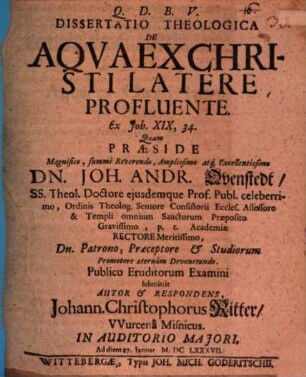 Q. D. B. V.
DISSERTATIO THEOLOGICA
DE
AQVA EX CHRI-
STI LATERE
PROFLUENTE.
Ex Joh. XIX, 34.
Quam
PRÆSIDE
Magnifico, summè Reverendo, Amplissimo atq; Excellentissimo
DN. JOH. ANDR. Qvenstedt/
SS. Theol. Doctore ejusdemque Prof. Publ. celeberri-
mo, Ordinis Theolog. Seniore Consistorii Eccles. Assessore
& Templi omnium Sanctorum Præposito
Gravissimo, p. t. Academiæ
RECTORE Meritissimo,
Dn. Patrono, Præceptore & Studiorum
Promotore æternùm Devenerando.
Publico Eruditorum Examini
submittit
AUTOR & RESPONDENS,
Johann. Christophorus Ritter/
VVurcenâ Misnicus.
IN AUDITORIO MAJORI,
Ad diem 27. Januar. M. DC LXXXVII.
WITTEBERGÆ, Typis JOH. MICH. GODERITSCHII.